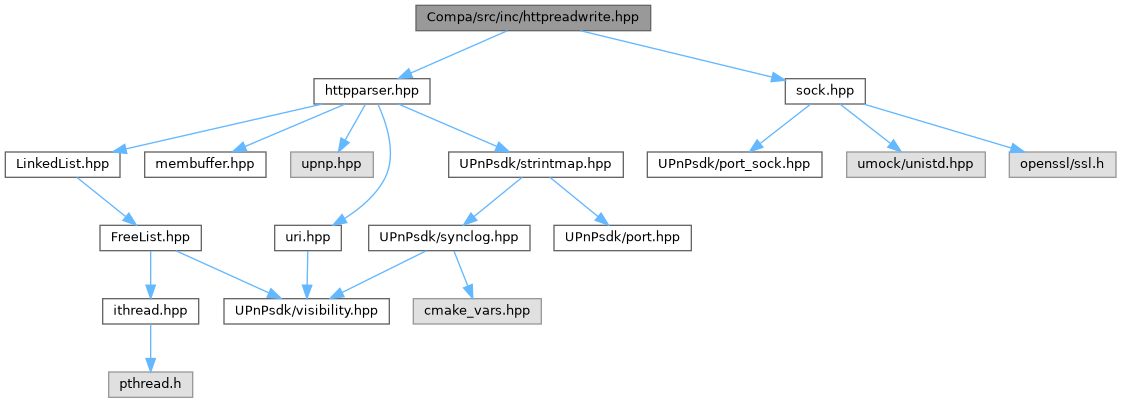 Compa/src/inc/httpreadwrite.hpp
httpparser.hpp
sock.hpp
LinkedList.hpp
membuffer.hpp
upnp.hpp
UPnPsdk/strintmap.hpp
UPnPsdk/port_sock.hpp
umock/unistd.hpp
openssl/ssl.h
FreeList.hpp
uri.hpp
UPnPsdk/synclog.hpp
UPnPsdk/port.hpp
ithread.hpp
UPnPsdk/visibility.hpp
cmake_vars.hpp
pthread.h